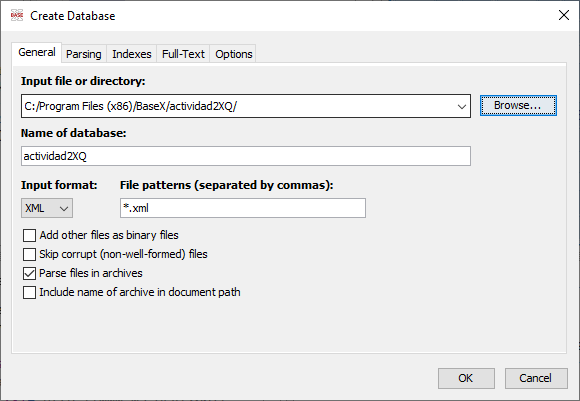 BASE
Create Database
General Parsing Indexes Full-Text Options
Input file or directory:
C:/Program Files (x86)/BaseX/actividad2XQ/
Browse...
Name of database:
actividad2XQ
Input format: File patterns (separated by commas):
XML *.xml
Add other files as binary files
Skip corrupt (non-well-formed) files
Parse files in archives
Include name of archive in document path
OK Cancel